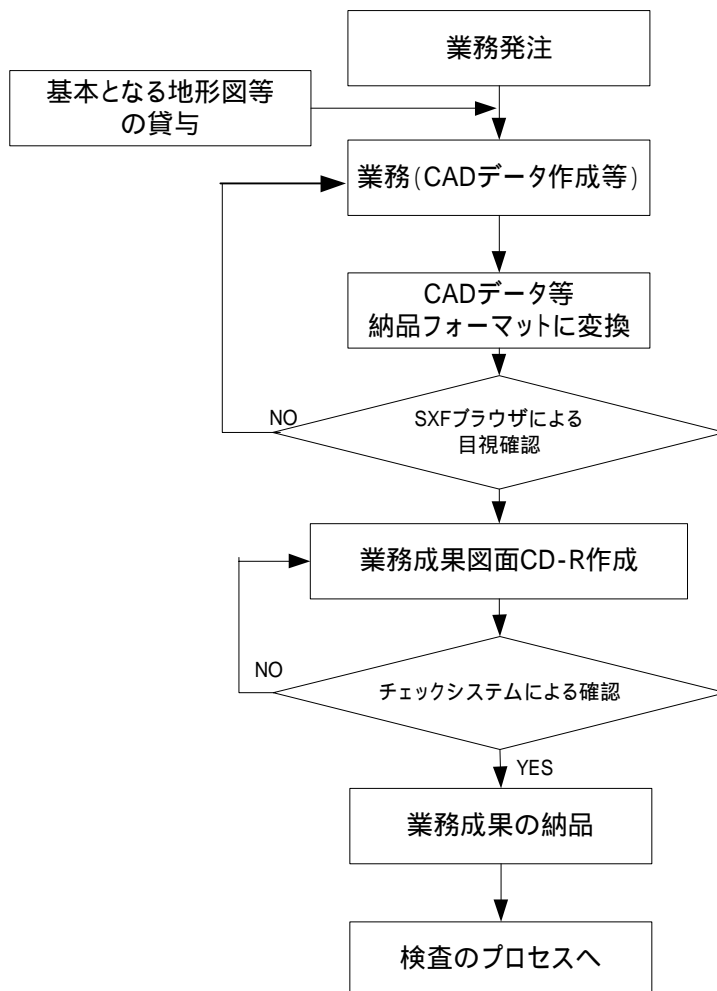 業務発注
基本となる地形図等
の貸与
業務(CADデータ作成等)
CADデータ等
納品フォーマットに変換
NO
SXFブラウザによる
目視確認
業務成果図面CD-R作成
NO
チェックシステムによる確認
YES
業務成果の納品
検査のプロセスへ